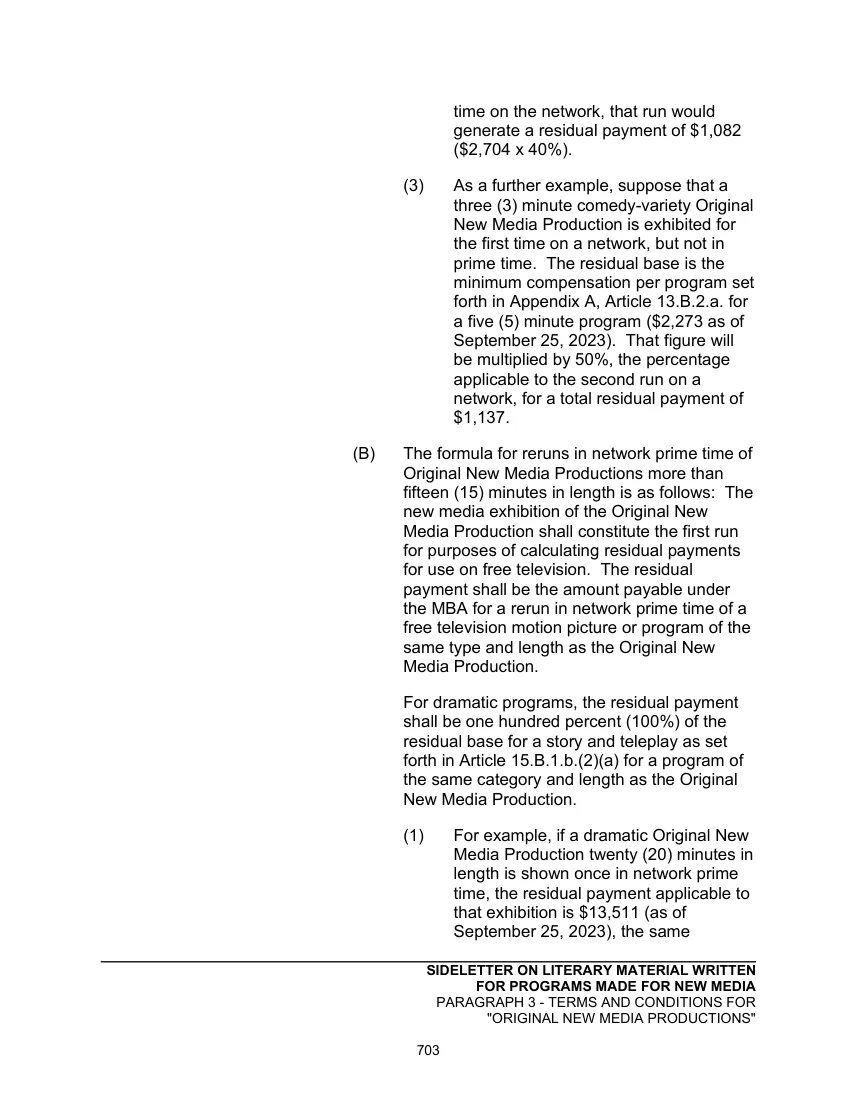 time on the network, that run would
generate a residual payment of $1,082
($2,704 x 40%).
(3) As a further example, suppose that a
three (3) minute comedy-variety Original
New Media Production is exhibited for
the first time on a network, but not in
prime time.  The residual base is the
minimum compensation per program set
forth in Appendix A, Article 13.B.2.a. for
a five (5) minute program ($2,273 as of
September 25, 2023).  That figure will
be multiplied by 50%, the percentage
applicable to the second run on a
network, for a total residual payment of
$1,137.
(B) The formula for reruns in network prime time of
Original New Media Productions more than
fifteen (15) minutes in length is as follows:  The
new media exhibition of the Original New
Media Production shall constitute the first run
for purposes of calculating residual payments
for use on free television.  The residual
payment shall be the amount payable under
the MBA for a rerun in network prime time of a
free television motion picture or program of the
same type and length as the Original New
Media Production.
For dramatic programs, the residual payment
shall be one hundred percent (100%) of the
residual base for a story and teleplay as set
forth in Article 15.B.1.b.(2)(a) for a program of
the same category and length as the Original
New Media Production.
(1) For example, if a dramatic Original New
Media Production twenty (20) minutes in
length is shown once in network prime
time, the residual payment applicable to
that exhibition is $13,511 (as of
September 25, 2023), the same
SIDELETTER ON LITERARY MATERIAL WRITTEN
FOR PROGRAMS MADE FOR NEW MEDIA
PARAGRAPH 3 - TERMS AND CONDITIONS FOR
"ORIGINAL NEW MEDIA PRODUCTIONS"
703